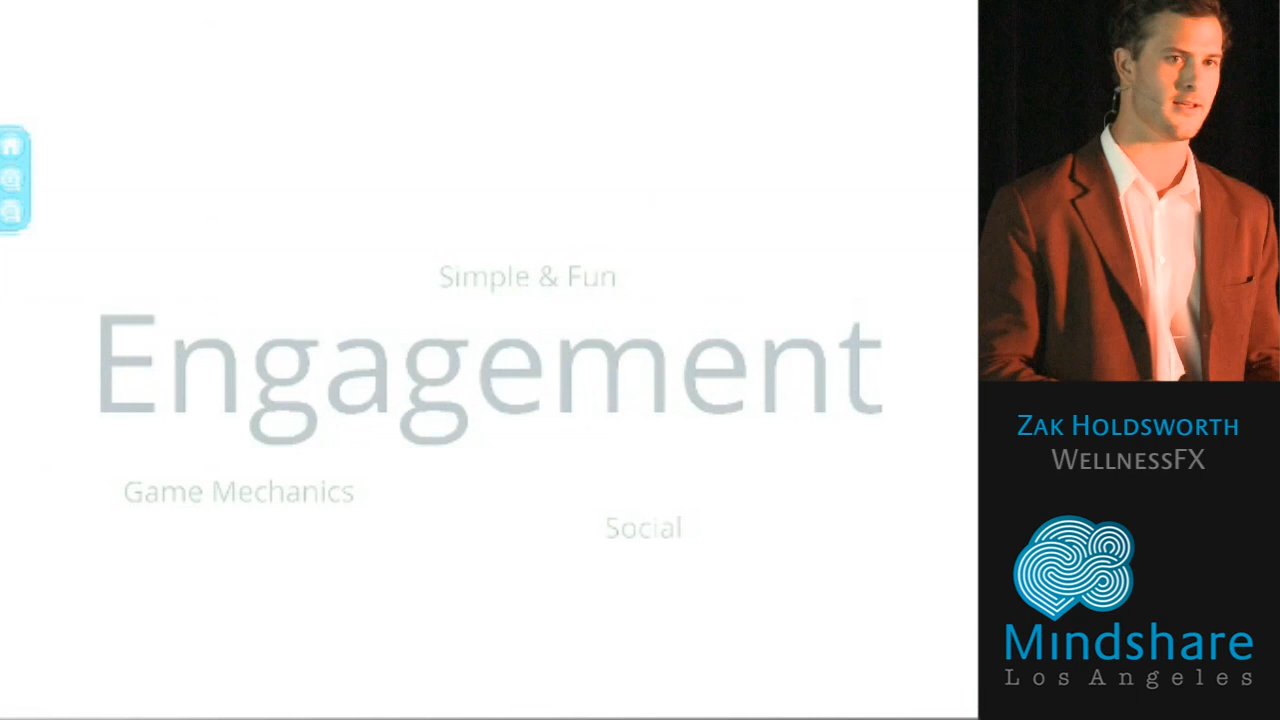 Simple & Fun
Engagement
Game Mechanics
Social
Zak Holdsworth
WellnessFX
Mindshare
Los Angeles